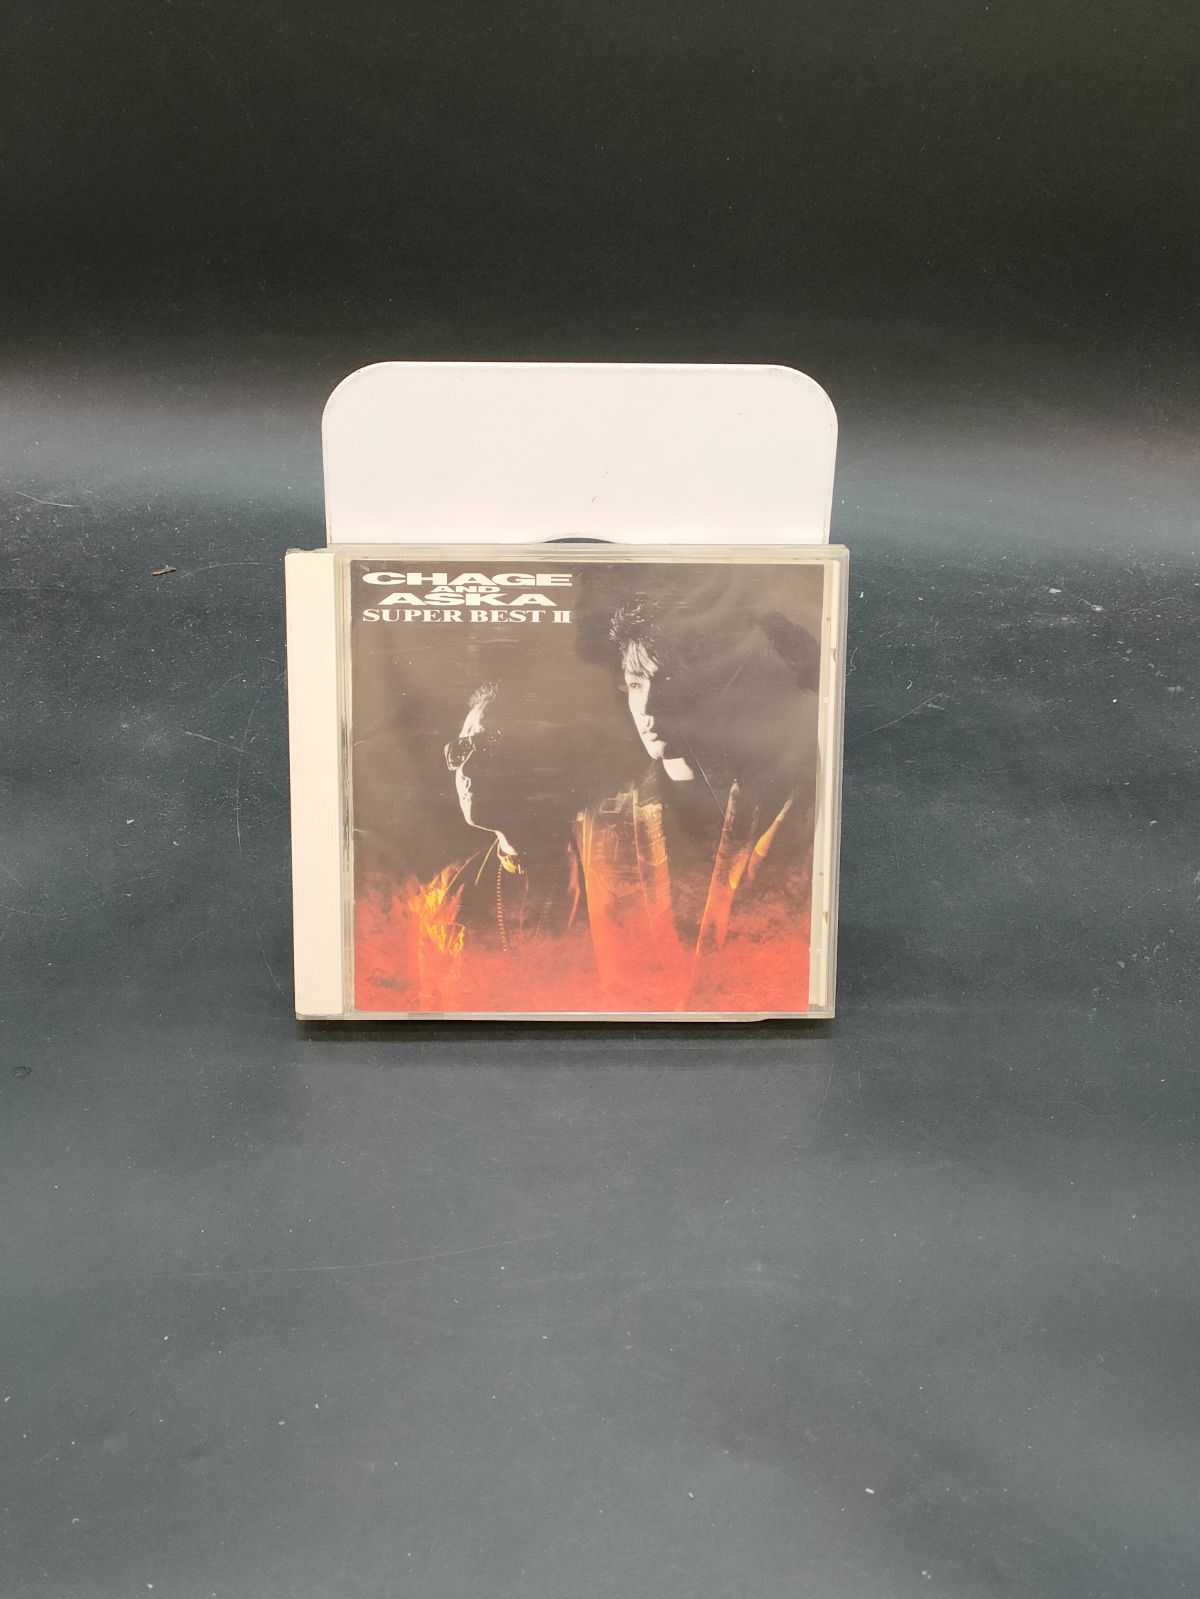 CHAGE
AND
ASKA
SUPER BEST II